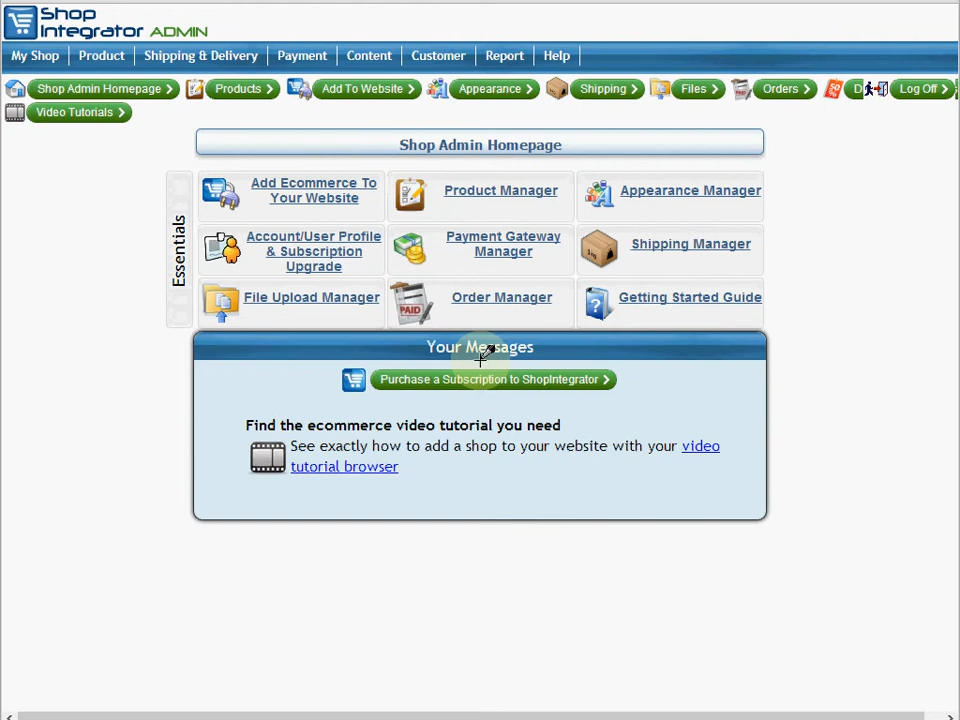 Shop
Integrator ADMIN
My Shop Product Shipping & Delivery Payment Content Customer Report Help
Shop Admin Homepage Products Add To Website Appearance Shipping Files Orders D Log Off
Video Tutorials
Shop Admin Homepage
Essentials
Add Ecommerce To
Your Website
Product Manager
Appearance Manager
Account/User Profile
& Subscription
Upgrade
Payment Gateway
Manager
Shipping Manager
File Upload Manager
Order Manager
Getting Started Guide
Your Messages
Purchase a Subscription to ShopIntegrator
Find the ecommerce video tutorial you need
See exactly how to add a shop to your website with your video
tutorial browser